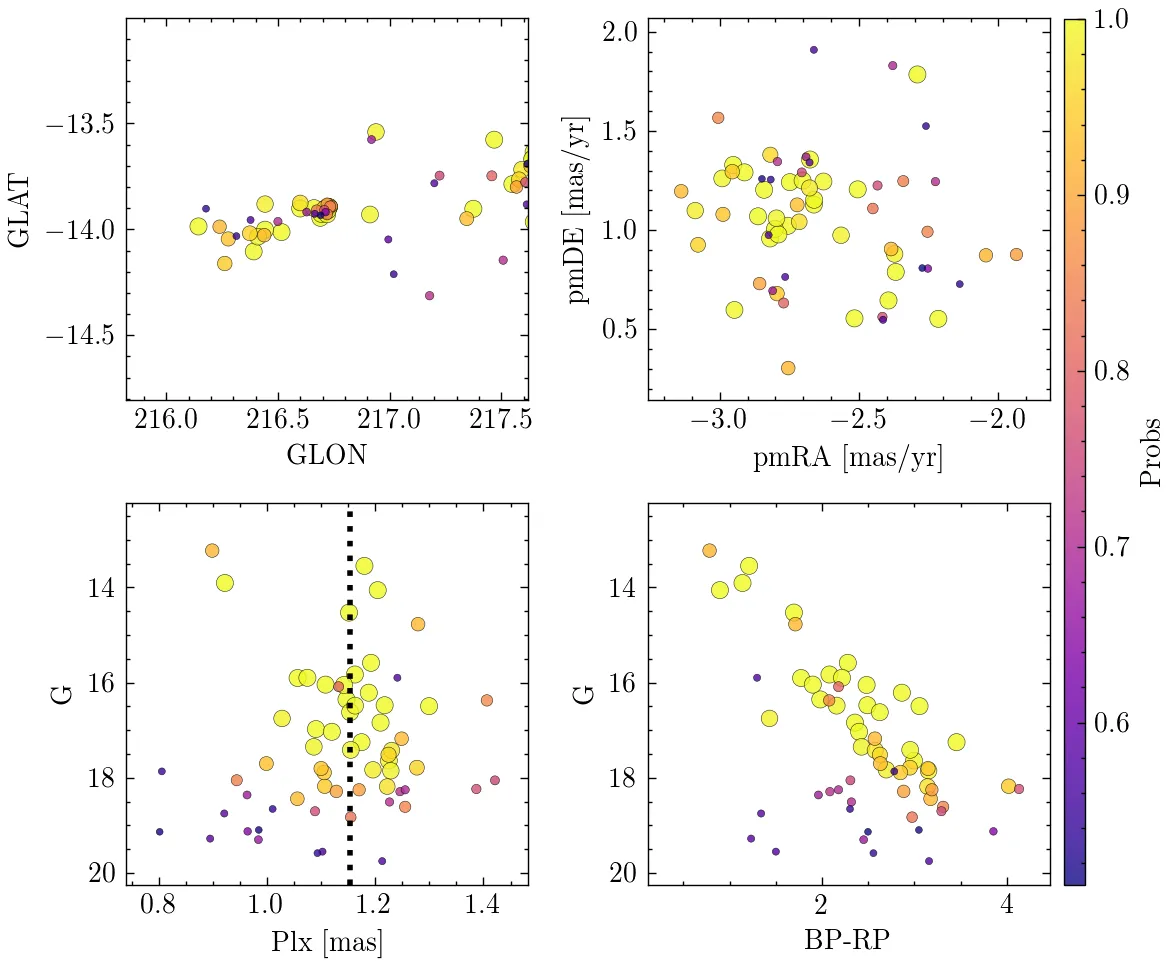 −13.5
−14.0
−14.5
GLAT
216.0 216.5 217.0 217.5
GLON
2.0
1.5
1.0
0.5
pmDE [mas/yr]
−3.0 −2.5 −2.0
pmRA [mas/yr]
14
16
18
20
G
0.8 1.0 1.2 1.4
Plx [mas]
14
16
18
20
G
2 4
BP-RP
1.0
0.9
0.8
0.7
0.6
Probs